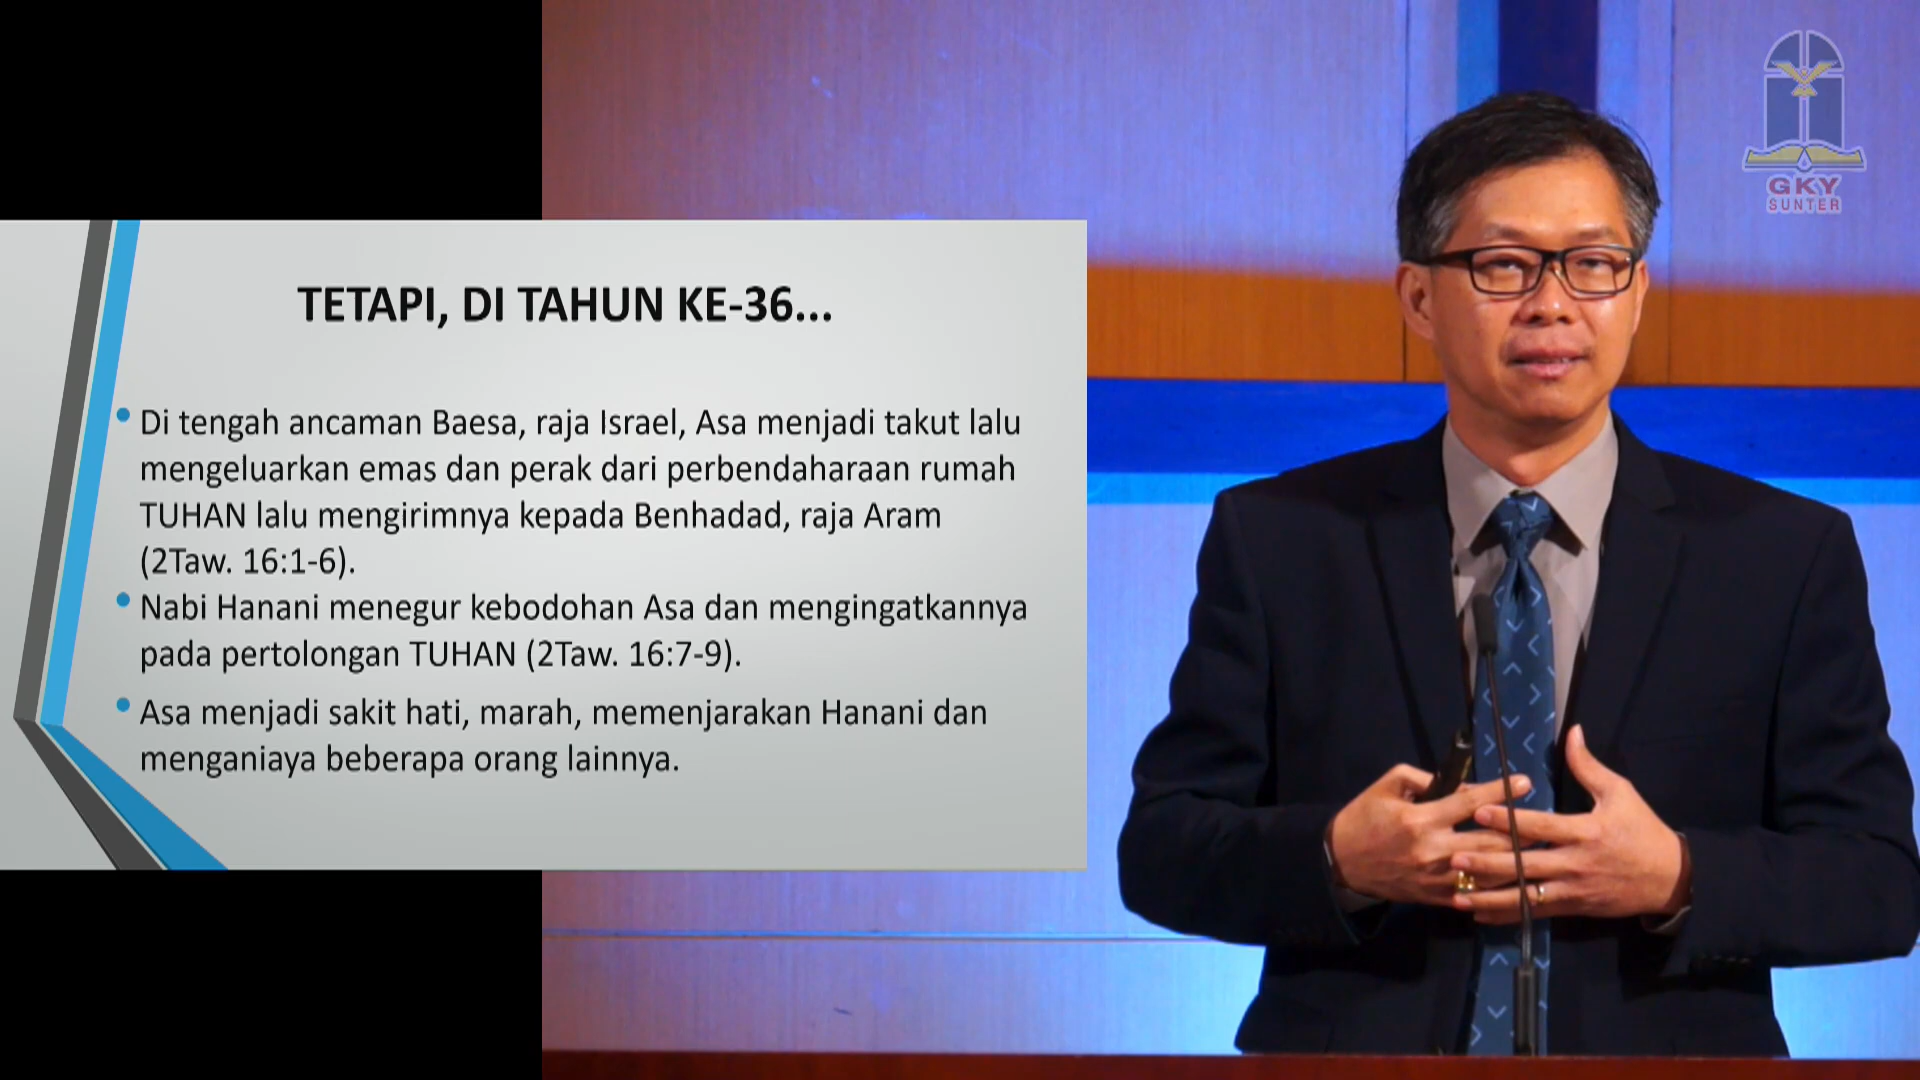 TETAPI, DI TAHUN KE-36...
Di tengah ancaman Baesa, raja Israel, Asa menjadi takut lalu
mengeluarkan emas dan perak dari perbendaharaan rumah
TUHAN lalu mengirimnya kepada Benhadad, raja Aram
(2Taw. 16:1-6).
Nabi Hanani menegur kebodohan Asa dan mengingatkannya
pada pertolongan TUHAN (2Taw. 16:7-9).
Asa menjadi sakit hati, marah, memenjarakan Hanani dan
menganiaya beberapa orang lainnya.
GKY
SUNTER